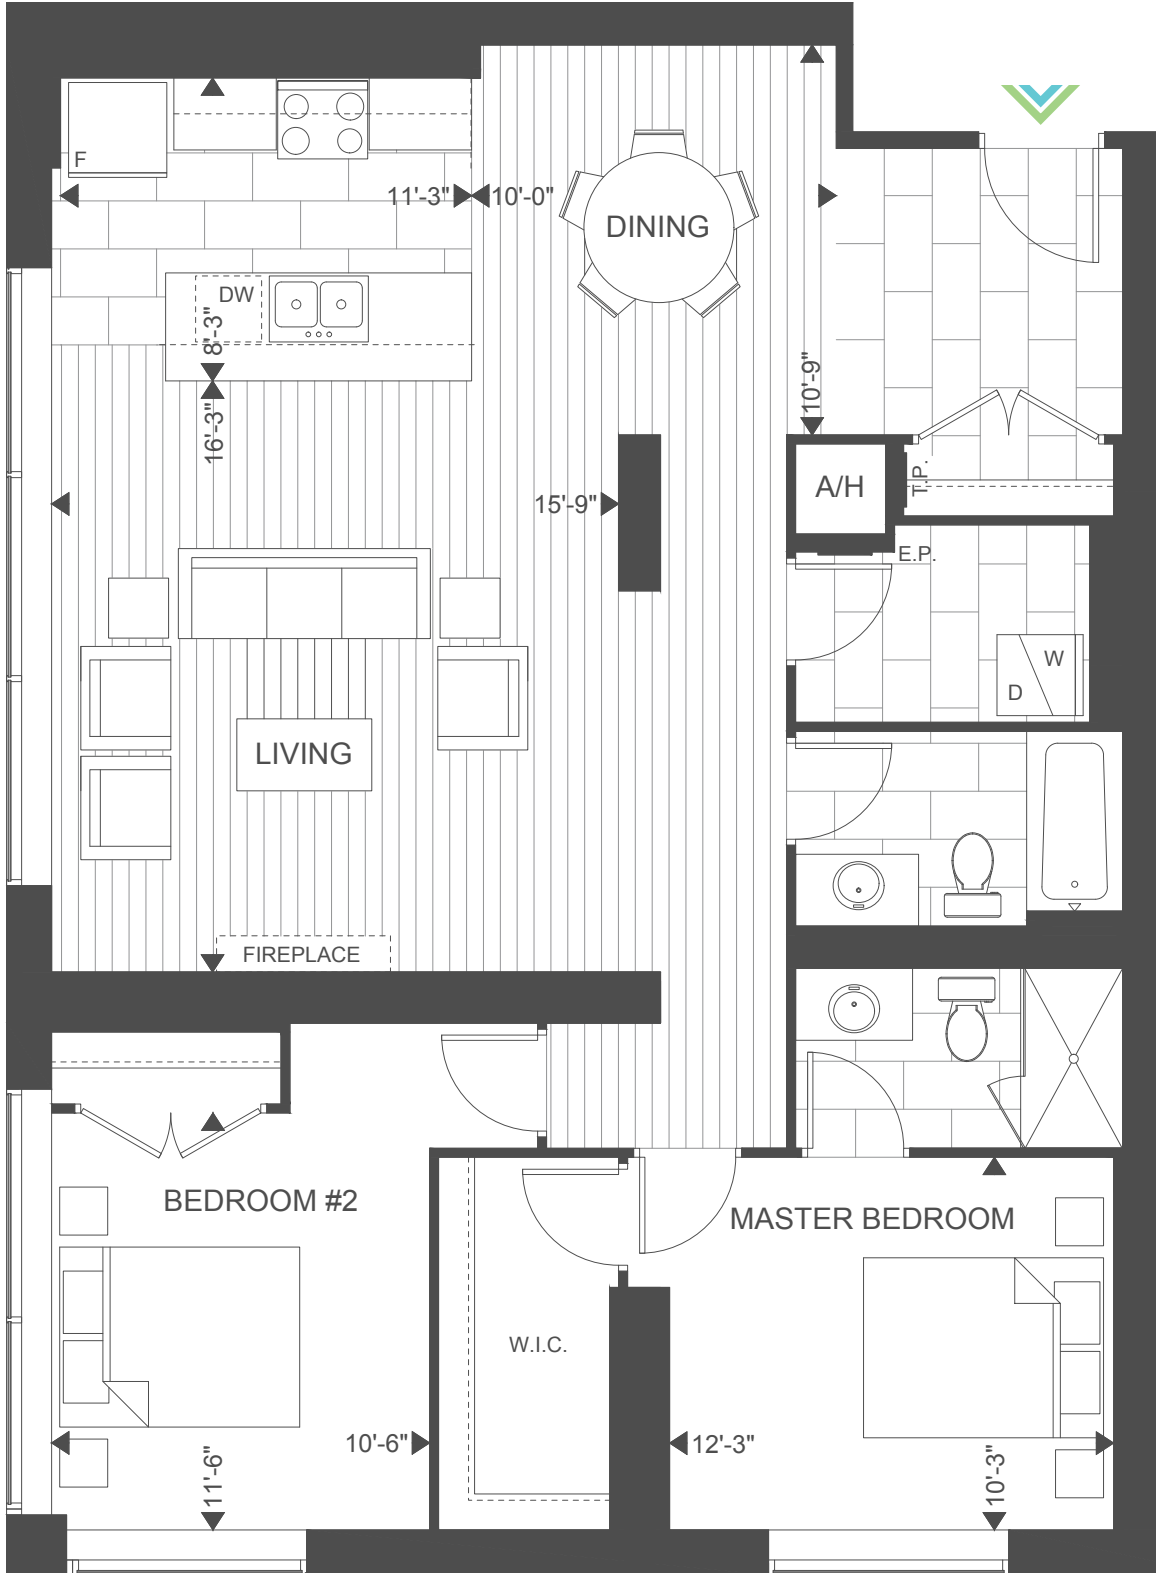 F
11'-3"
10'-0"
DINING
DW
8'-3"
16'-3"
10'-9"
15'-9"
A/H
T.P.
E.P.
W
D
LIVING
FIREPLACE
BEDROOM #2
MASTER BEDROOM
W.I.C.
10'-6"
11'-6"
12'-3"
10'-3"